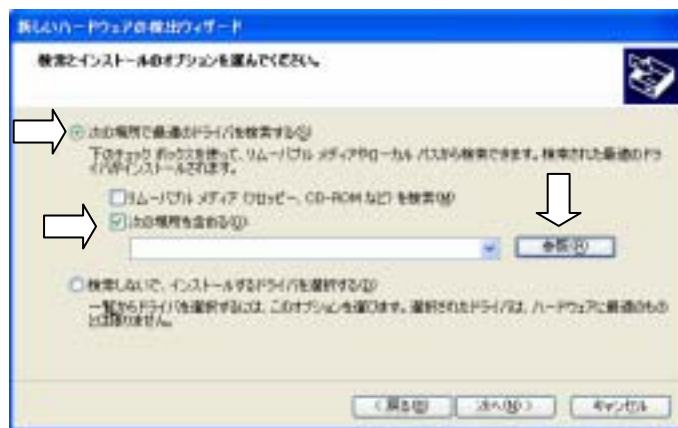 新しいハードウェアの検出ウィザード
検索とインストールのオプションを選んでください。
次の場所で最適のドライバを検索する(S)
下のチェック ボックスを使って、リムーバブル メディアやローカル パスから検索できます。検索された最適のドラ
イバがインストールされます。
リムーバブル メディア (フロッピー、CD-ROM など) を検索(M)
次の場所を含める(O)
参照(R)
検索しないで、インストールするドライバを選択する(D)
一覧からドライバを選択するには、このオプションを選びます。選択されたドライバは、ハードウェアに最適のもの
とは限りません。
< 戻る(B)
次へ(N) >
キャンセル